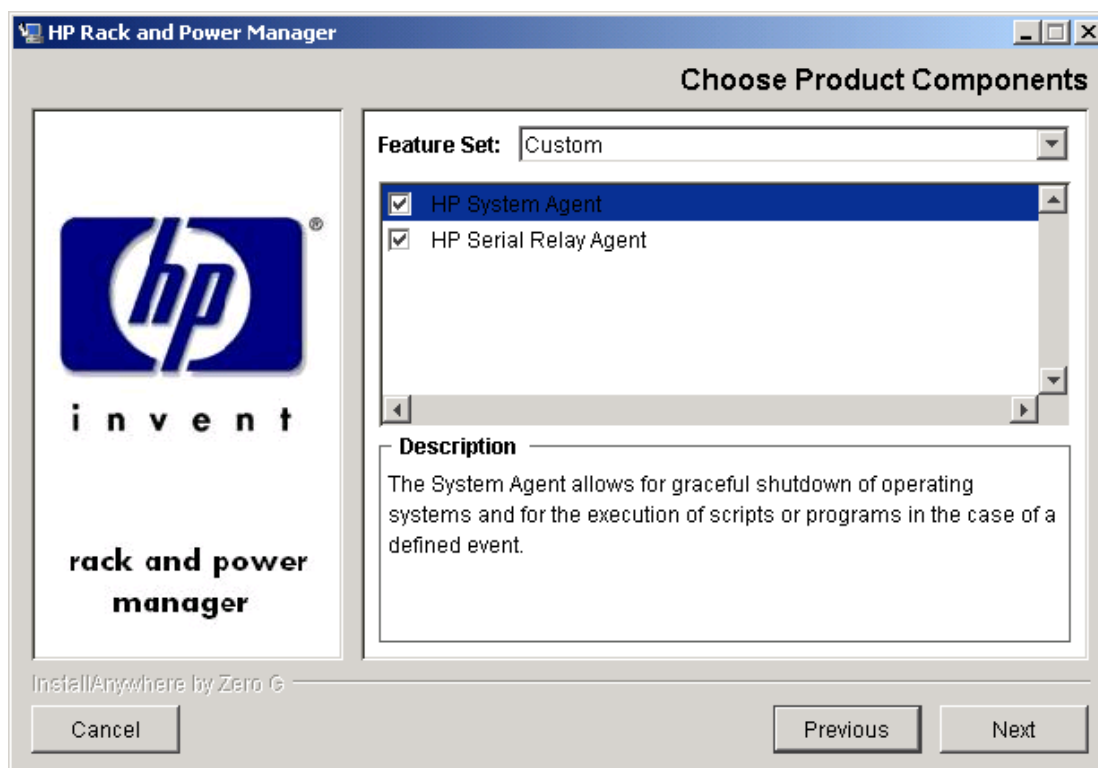 HP Rack and Power Manager
Choose Product Components
hp
®
invent
rack and power
manager
Feature Set: Custom
HP System Agent
HP Serial Relay Agent
Description
The System Agent allows for graceful shutdown of operating
systems and for the execution of scripts or programs in the case of a
defined event.
InstallAnywhere by Zero G
Cancel
Previous
Next